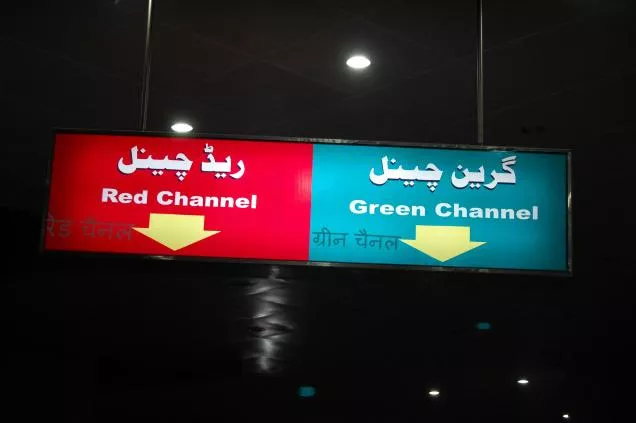 ریڈ چینل
Red Channel
रेड चैनल
گرین چینل
Green Channel
ग्रीन चैनल